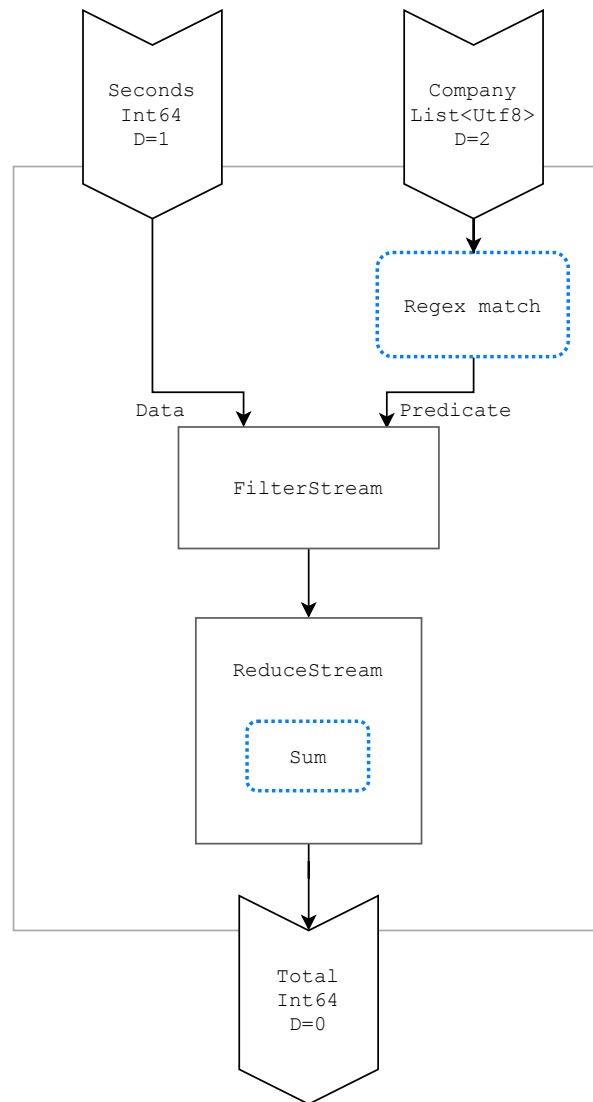 Seconds
Int64
D=1
Company
List<Utf8>
D=2
Regex match
Data
Predicate
FilterStream
ReduceStream
Sum
Total
Int64
D=0